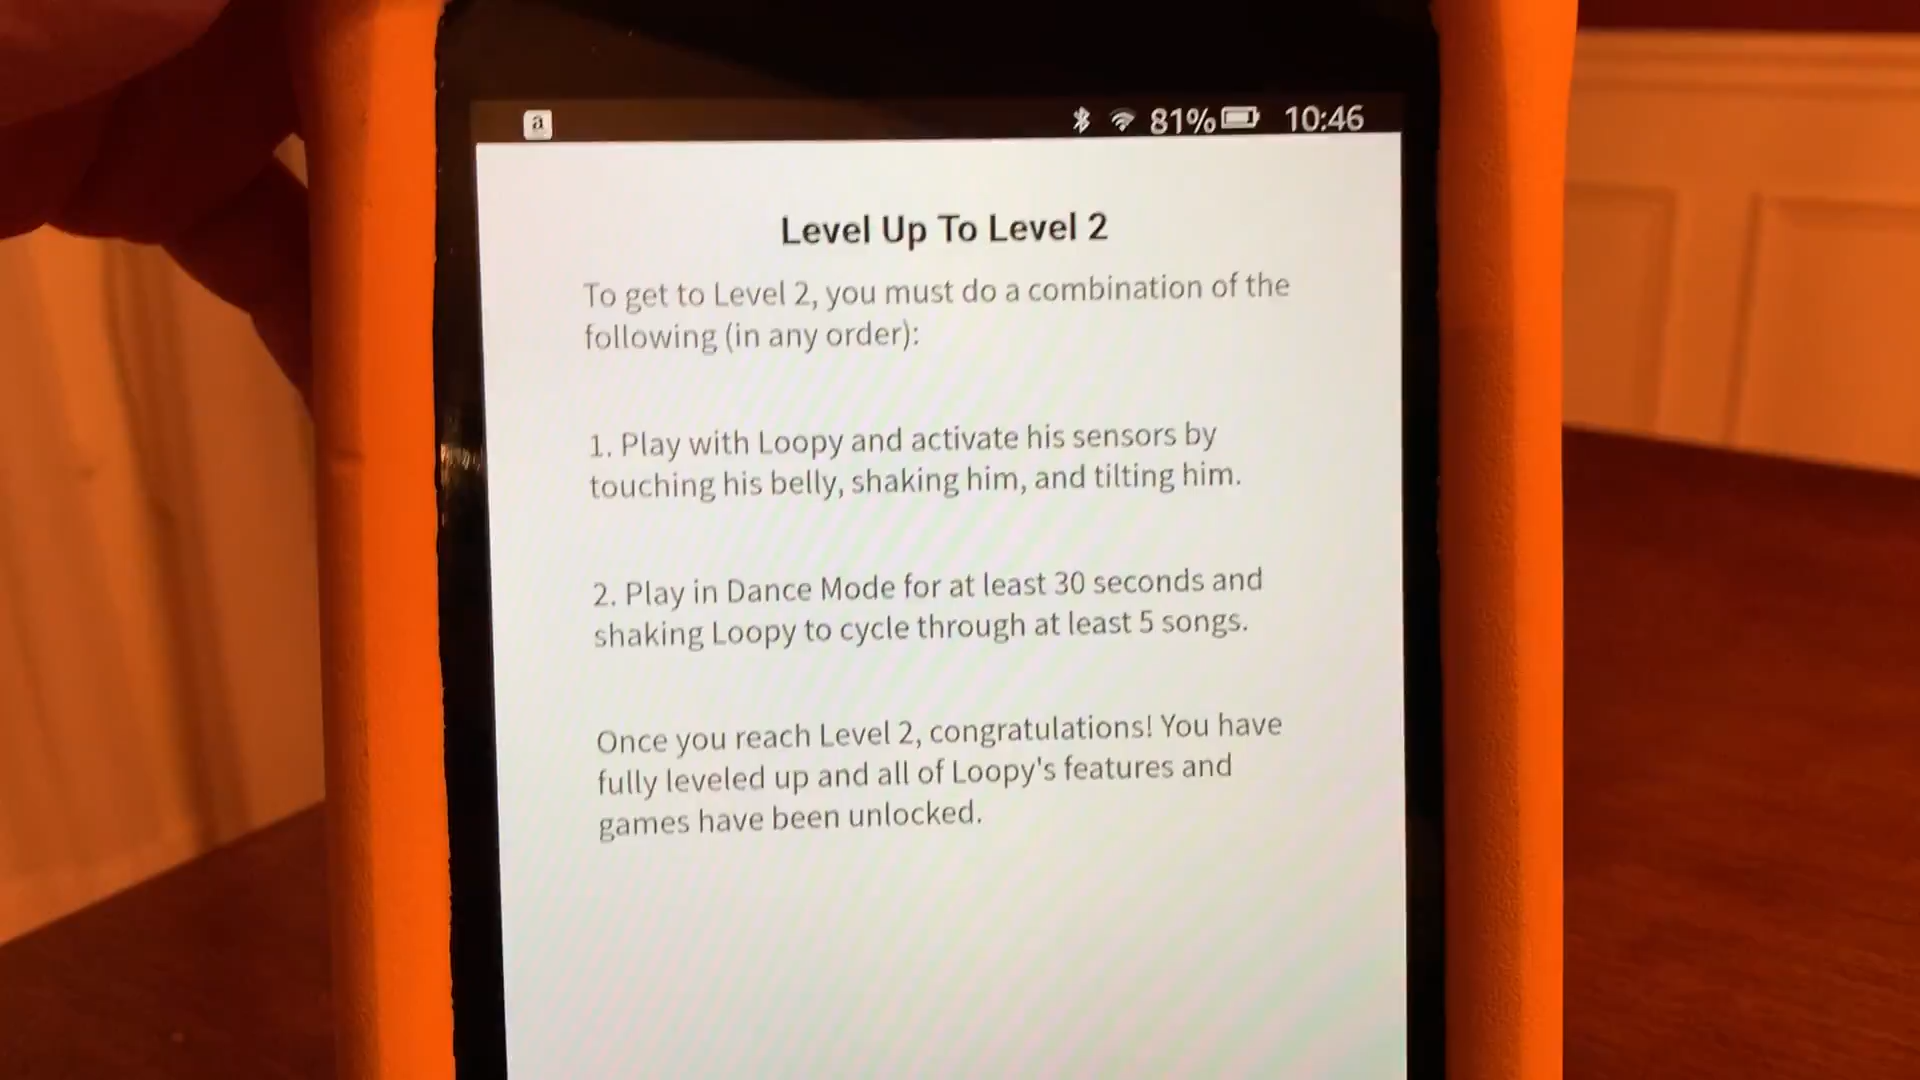 a 81% 10:46
Level Up To Level 2
To get to Level 2, you must do a combination of the
following (in any order):
1. Play with Loopy and activate his sensors by
touching his belly, shaking him, and tilting him.
2. Play in Dance Mode for at least 30 seconds and
shaking Loopy to cycle through at least 5 songs.
Once you reach Level 2, congratulations! You have
fully leveled up and all of Loopy's features and
games have been unlocked.